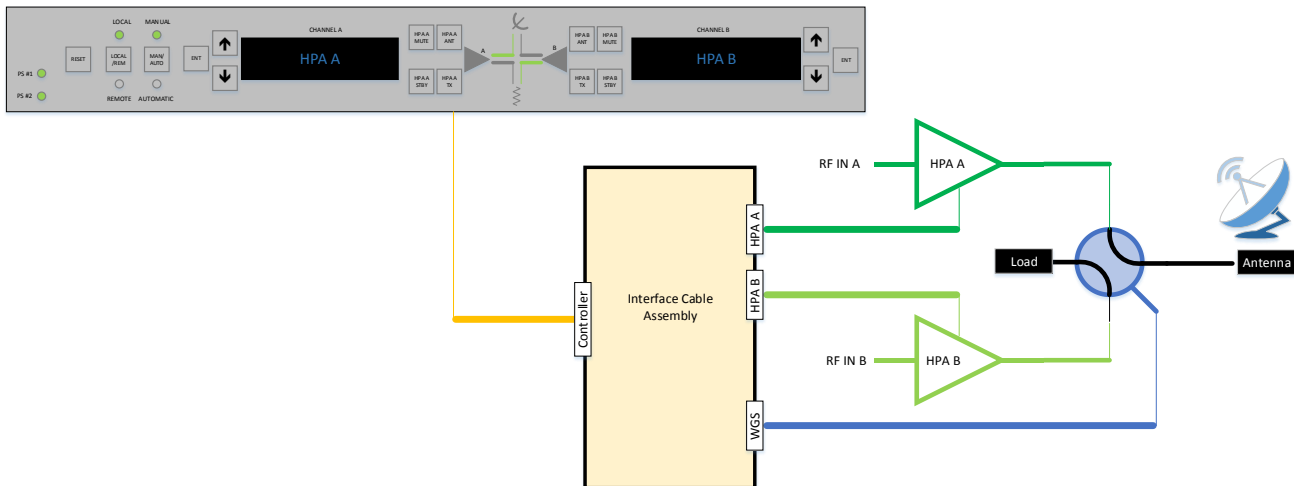 LOCAL
MANUAL
RESET
LOCAL
/REM
MAN/
AUTO
ENT
PS #1
PS #2
REMOTE
AUTOMATIC
CHANNEL A
HPA A
HPA A
MUTE
HPA A
ANT
HPA A
STBY
HPA A
TX
A
B
HPA B
ANT
HPA B
MUTE
HPA B
TX
HPA B
STBY
CHANNEL B
HPA B
ENT
RF IN A
HPA A
HPA A
HPA B
Controller
Interface Cable
Assembly
WGS
Load
Antenna
RF IN B
HPA B